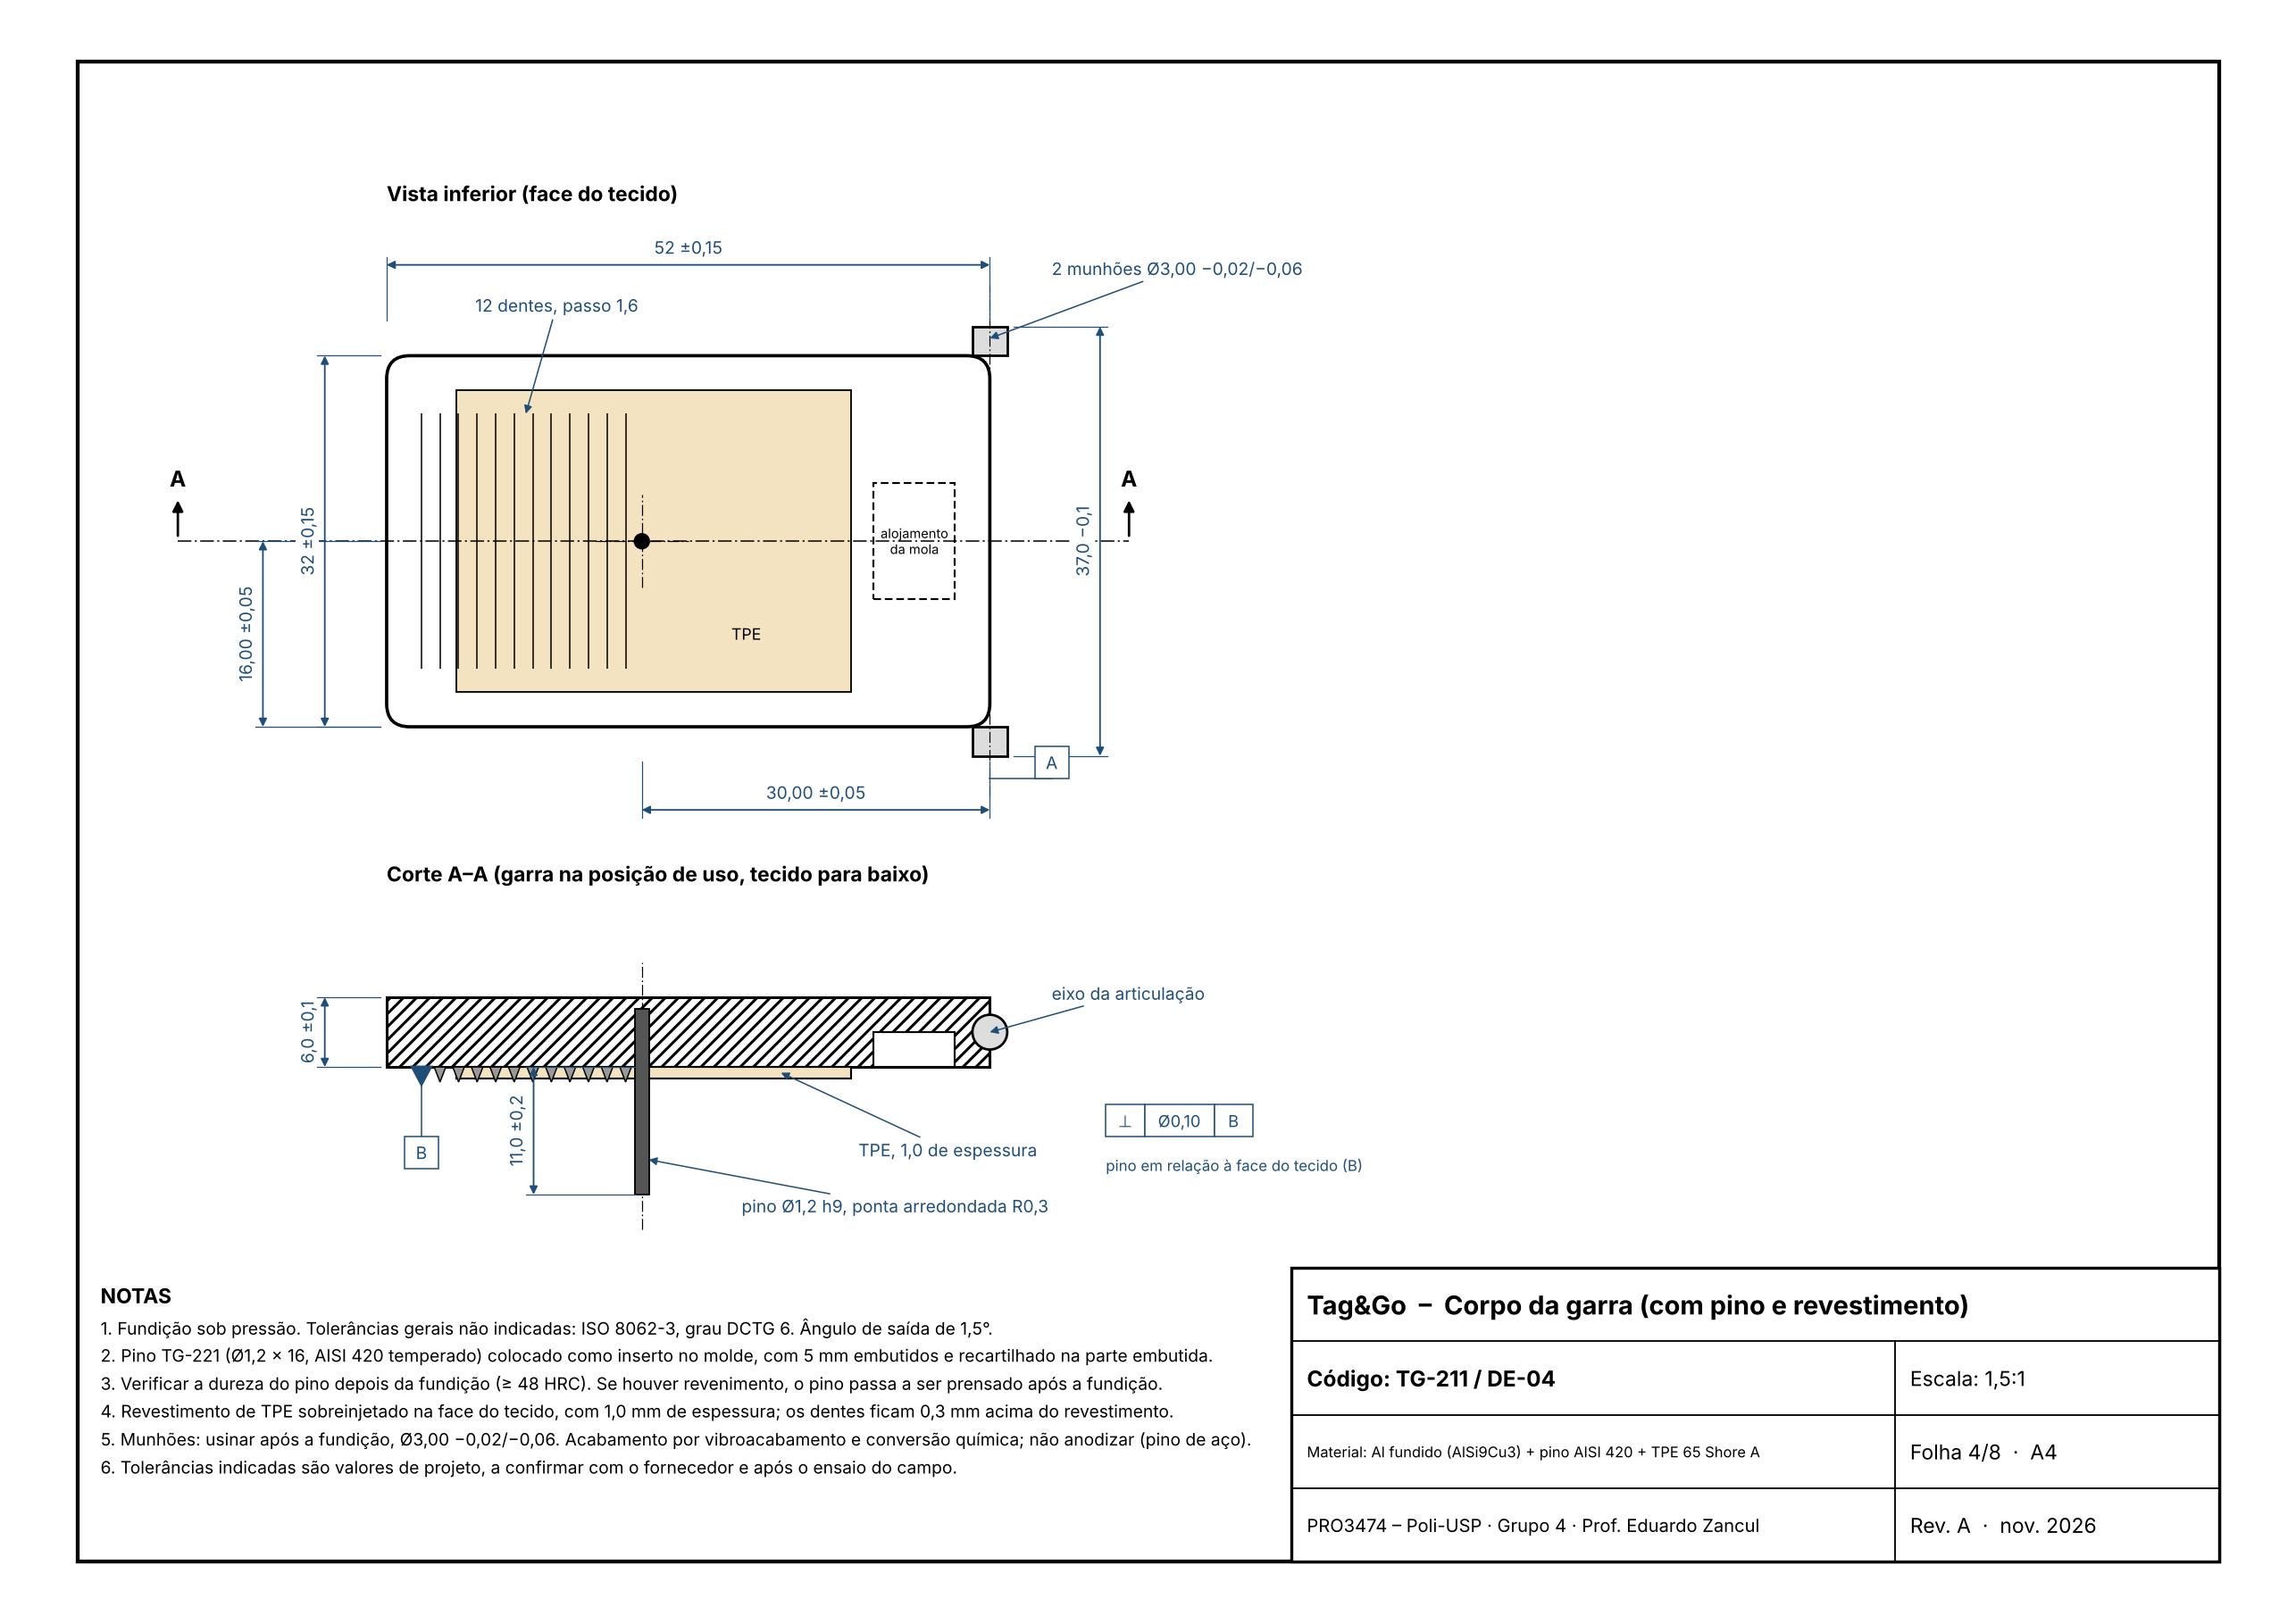 Vista inferior (face do tecido)
52 ±0,15
2 munhões Ø3,00 −0,02/−0,06
12 dentes, passo 1,6
A
A
32 ±0,15
37,0 −0,1
alojamento
da mola
16,00 ±0,05
TPE
A
30,00 ±0,05
Corte A–A (garra na posição de uso, tecido para baixo)
eixo da articulação
6,0 ±0,1
11,0 ±0,2
⊥ Ø0,10 B
B
TPE, 1,0 de espessura
pino em relação à face do tecido (B)
pino Ø1,2 h9, ponta arredondada R0,3
NOTAS
1. Fundição sob pressão. Tolerâncias gerais não indicadas: ISO 8062-3, grau DCTG 6. Ângulo de saída de 1,5°.
2. Pino TG-221 (Ø1,2 × 16, AISI 420 temperado) colocado como inserto no molde, com 5 mm embutidos e recartilhado na parte embutida.
3. Verificar a dureza do pino depois da fundição (≥ 48 HRC). Se houver revenimento, o pino passa a ser prensado após a fundição.
4. Revestimento de TPE sobreinjetado na face do tecido, com 1,0 mm de espessura; os dentes ficam 0,3 mm acima do revestimento.
5. Munhões: usinar após a fundição, Ø3,00 −0,02/−0,06. Acabamento por vibroacabamento e conversão química; não anodizar (pino de aço).
6. Tolerâncias indicadas são valores de projeto, a confirmar com o fornecedor e após o ensaio do campo.
Tag&Go – Corpo da garra (com pino e revestimento)
Código: TG-211 / DE-04
Escala: 1,5:1
Material: Al fundido (AlSi9Cu3) + pino AISI 420 + TPE 65 Shore A
Folha 4/8 · A4
PRO3474 – Poli-USP · Grupo 4 · Prof. Eduardo Zancul
Rev. A · nov. 2026